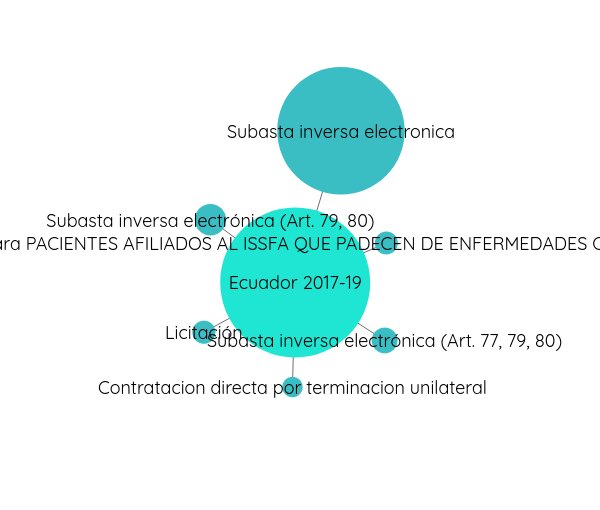 Subasta inversa electronica
Subasta inversa electrónica (Art. 79, 80)
ara PACIENTES AFILIADOS AL ISSFA QUE PADECEN DE ENFERMEDADES
Ecuador 2017-19
Licitación
Subasta inversa electrónica (Art. 77, 79, 80)
Contratacion directa por terminacion unilateral